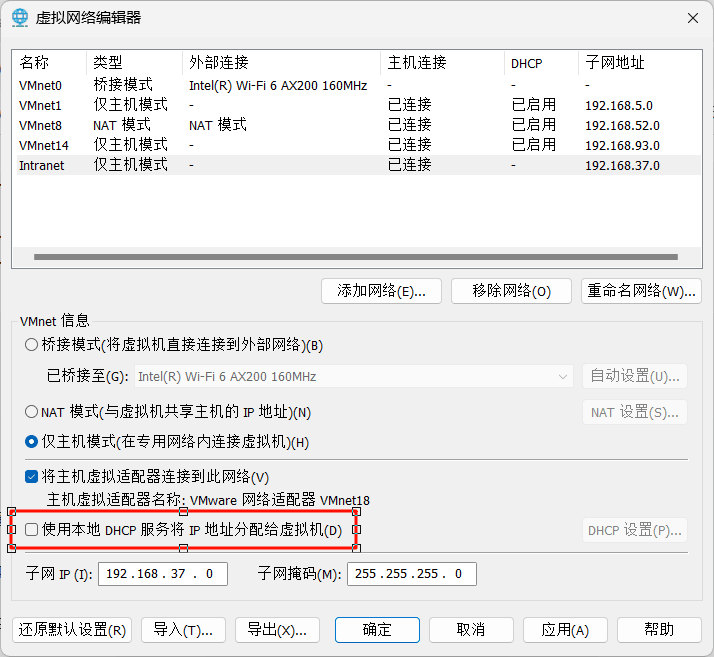 虚拟网络编辑器
名称 类型 外部连接 主机连接 DHCP 子网地址
VMnet0 桥接模式 Intel(R) Wi-Fi 6 AX200 160MHz - - -
VMnet1 仅主机模式 - 已连接 已启用 192.168.5.0
VMnet8 NAT 模式 NAT 模式 已连接 已启用 192.168.52.0
VMnet14 仅主机模式 - 已连接 已启用 192.168.93.0
Intranet 仅主机模式 - 已连接 - 192.168.37.0
添加网络(E)... 移除网络(O) 重命名网络(W)...
VMnet 信息
桥接模式(将虚拟机直接连接到外部网络)(B)
已桥接至(G): Intel(R) Wi-Fi 6 AX200 160MHz 自动设置(U)...
NAT 模式(与虚拟机共享主机的 IP 地址)(N) NAT 设置(S)...
仅主机模式(在专用网络内连接虚拟机)(H)
将主机虚拟适配器连接到此网络(V)
主机虚拟适配器名称: VMware 网络适配器 VMnet18
使用本地 DHCP 服务将 IP 地址分配给虚拟机(D) DHCP 设置(P)...
子网 IP (I): 192 . 168 . 37 . 0 子网掩码(M): 255 . 255 . 255 . 0
还原默认设置(R) 导入(T)... 导出(X)... 确定 取消 应用(A) 帮助